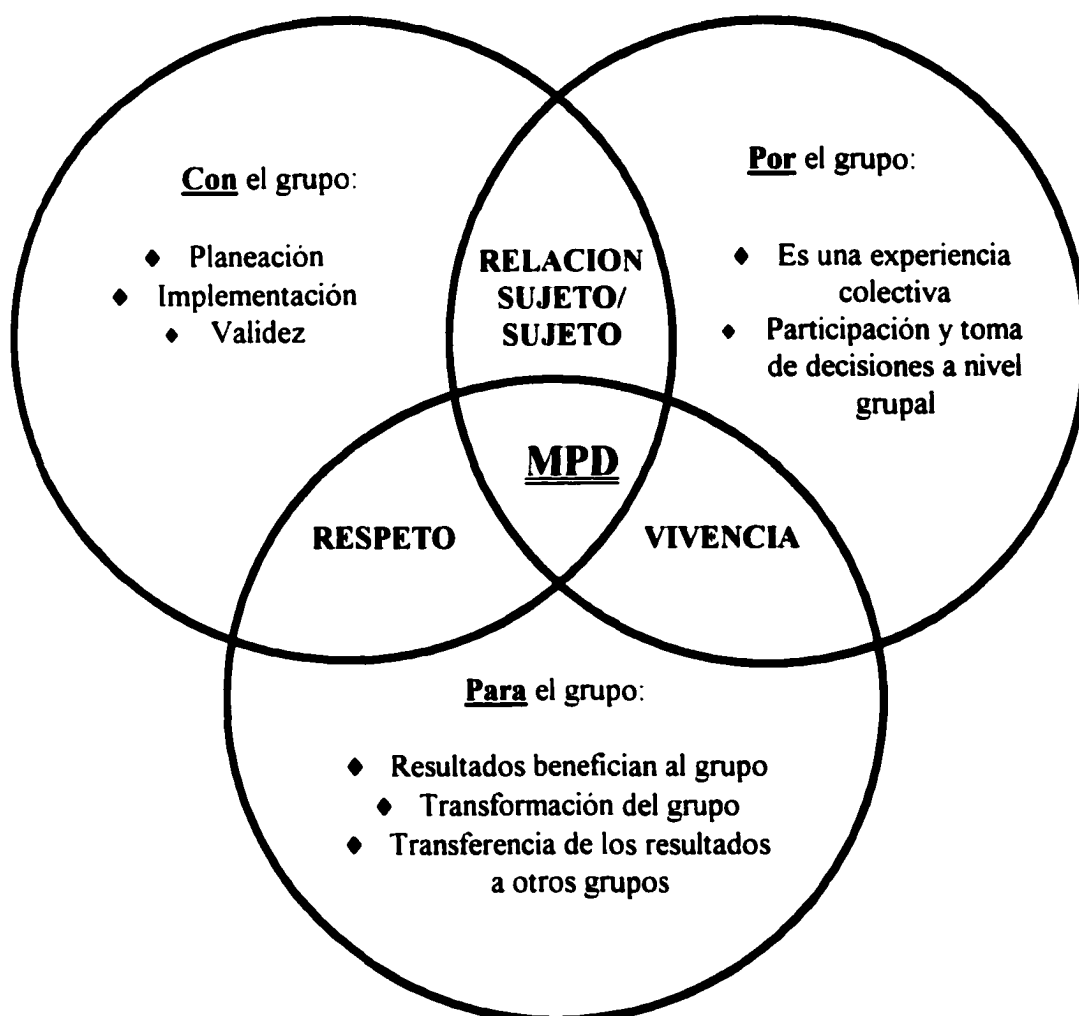 Con el grupo:
♦ Planeación
♦ Implementación
♦ Validez
Por el grupo:
♦ Es una experiencia
colectiva
♦ Participación y toma
de decisiones a nivel
grupal
RELACION
SUJETO/
SUJETO
MPD
RESPETO
VIVENCIA
Para el grupo:
♦ Resultados benefician al grupo
♦ Transformación del grupo
♦ Transferencia de los resultados
a otros grupos